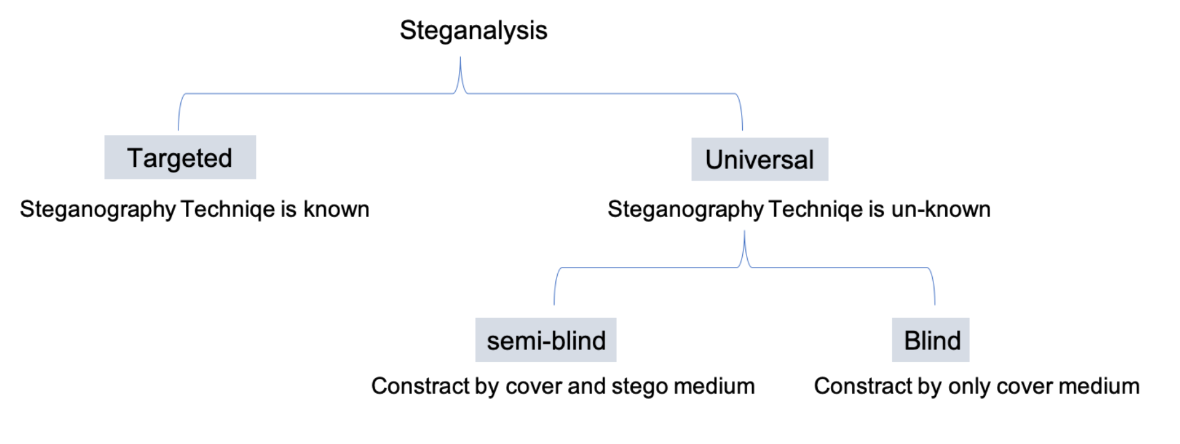 Steganalysis
Targeted
Universal
Steganography Techniqe is known
Steganography Techniqe is un-known
semi-blind
Blind
Constract by cover and stego medium
Constract by only cover medium